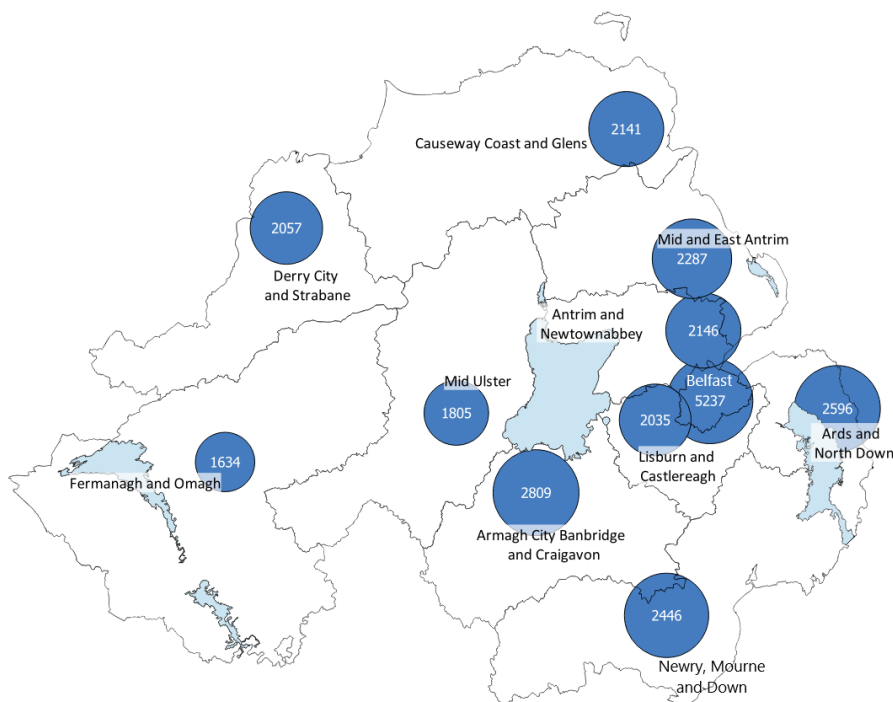 2141
Causeway Coast and Glens
2057
Derry City
and Strabane
Mid and East Antrim
2287
Antrim and
Newtownabbey
2146
Mid Ulster
1805
Belfast
5237
2035
Lisburn and
Castlereagh
2596
Ards and
North Down
1634
Fermanagh and Omagh
2809
Armagh City Banbridge
and Craigavon
2446
Newry, Mourne
and Down